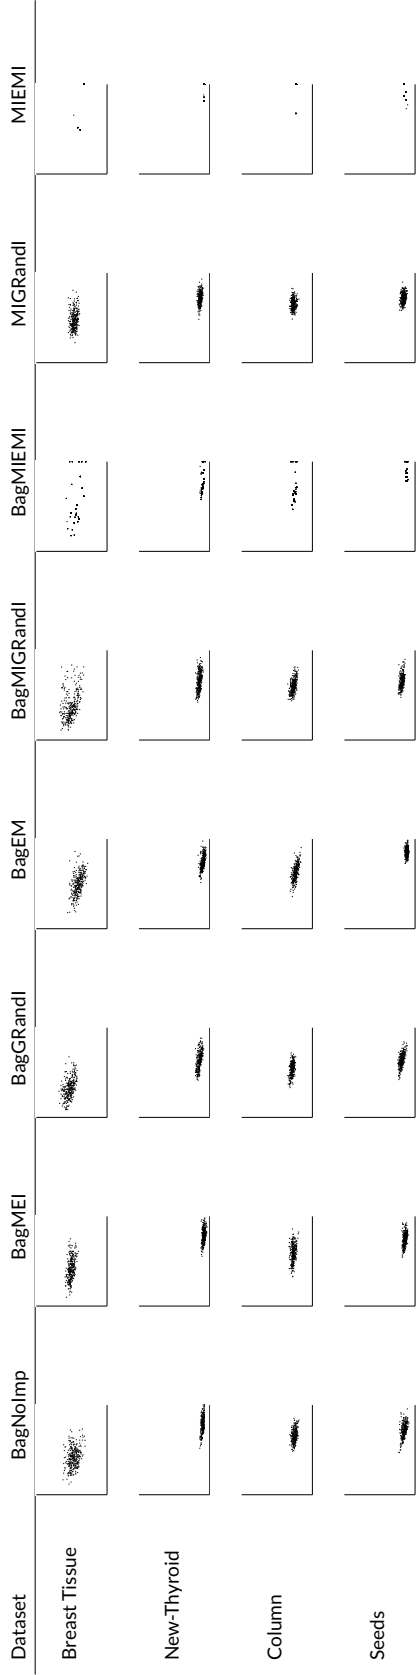 Dataset BagNoImp BagMEI BagGRandI BagEM BagMIGRandI BagMIEMI MIGRandI MIEMI
Breast Tissue
New-Thyroid
Column
Seeds